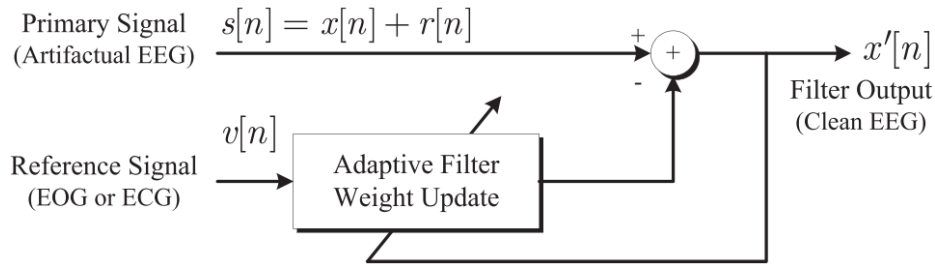 Primary Signal
(Artifactual EEG)
s[n] = x[n] + r[n]
+
+
-
x′[n]
Filter Output
(Clean EEG)
v[n]
Reference Signal
(EOG or ECG)
Adaptive Filter
Weight Update